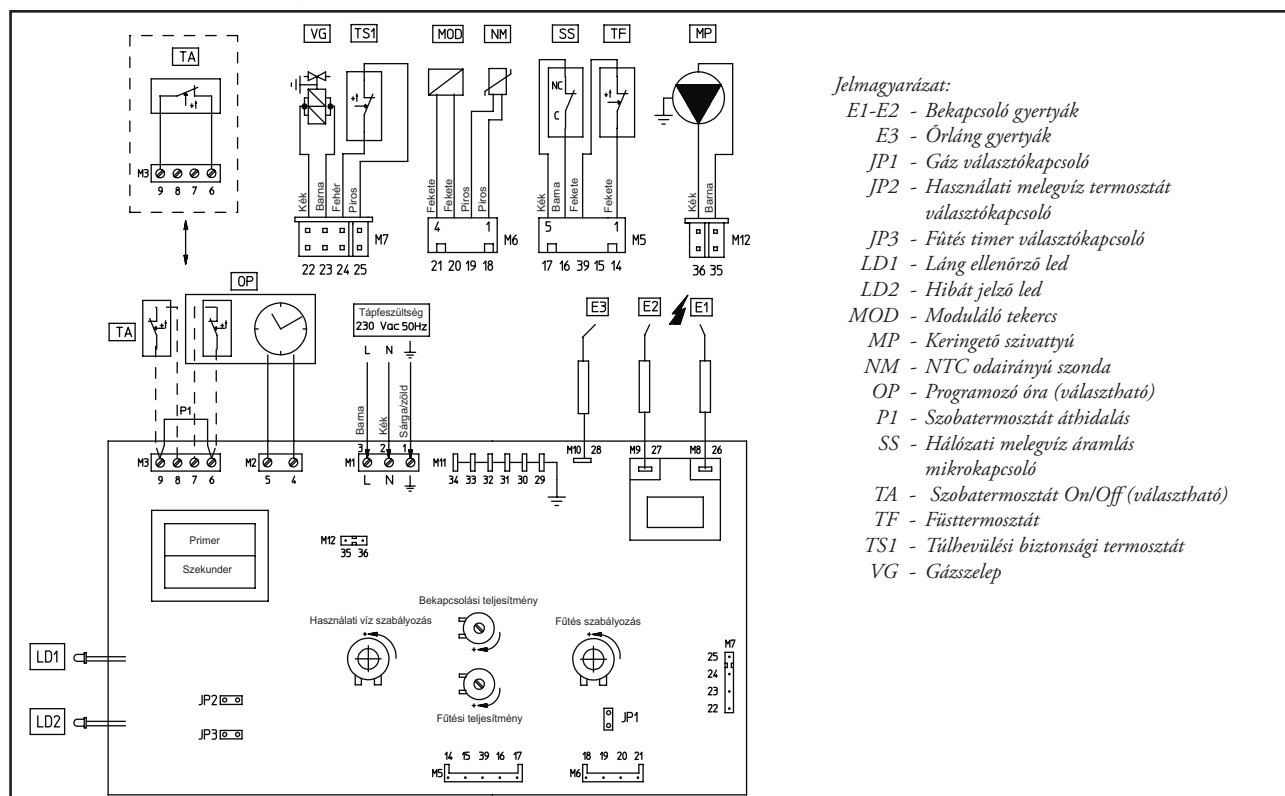 VG TS1 MOD NM SS TF MP
TA
+t
M3
9 8 7 6
+t
NC
C
+t
Kék Barna Fehér Piros
Fekete Fekete Piros Piros
Kék Barna Fekete Fekete
Kék Barna
4 1
5 1
M7
M6
M5
M12
22 23 24 25
21 20 19 18
17 16 39 15 14
36 35
OP
TA
+t
+t
P1
Tápfeszültség
230 Vac 50Hz
L N
Barna Kék Sárga/zöld
3 2 1
E3 E2 E1
M10 28
M9 27
M8 26
M3
9 8 7 6
M2
5 4
M1
L N
M11
34 33 32 31 30 29
Primer
Szekunder
M12
35 36
Bekapcsolási teljesítmény
Használati víz szabályozás
Fűtés szabályozás
+
+
+
+
Fűtési teljesítmény
LD1
LD2
JP2
JP3
JP1
M7
25
24
23
22
14 15 39 16 17
M5
18 19 20 21
M6
Jelmagyarázat:
E1-E2 - Bekapcsoló gyertyák
E3 - Őrláng gyertyák
JP1 - Gáz választókapcsoló
JP2 - Használati melegvíz termosztát
választókapcsoló
JP3 - Fûtés timer választókapcsoló
LD1 - Láng ellenőrző led
LD2 - Hibát jelző led
MOD - Moduláló tekercs
MP - Keringető szivattyú
NM - NTC odairányú szonda
OP - Programozó óra (választható)
P1 - Szobatermosztát áthidalás
SS - Hálózati melegvíz áramlás
mikrokapcsoló
TA - Szobatermosztát On/Off (választható)
TF - Füsttermosztát
TS1 - Túlhevülési biztonsági termosztát
VG - Gázszelep